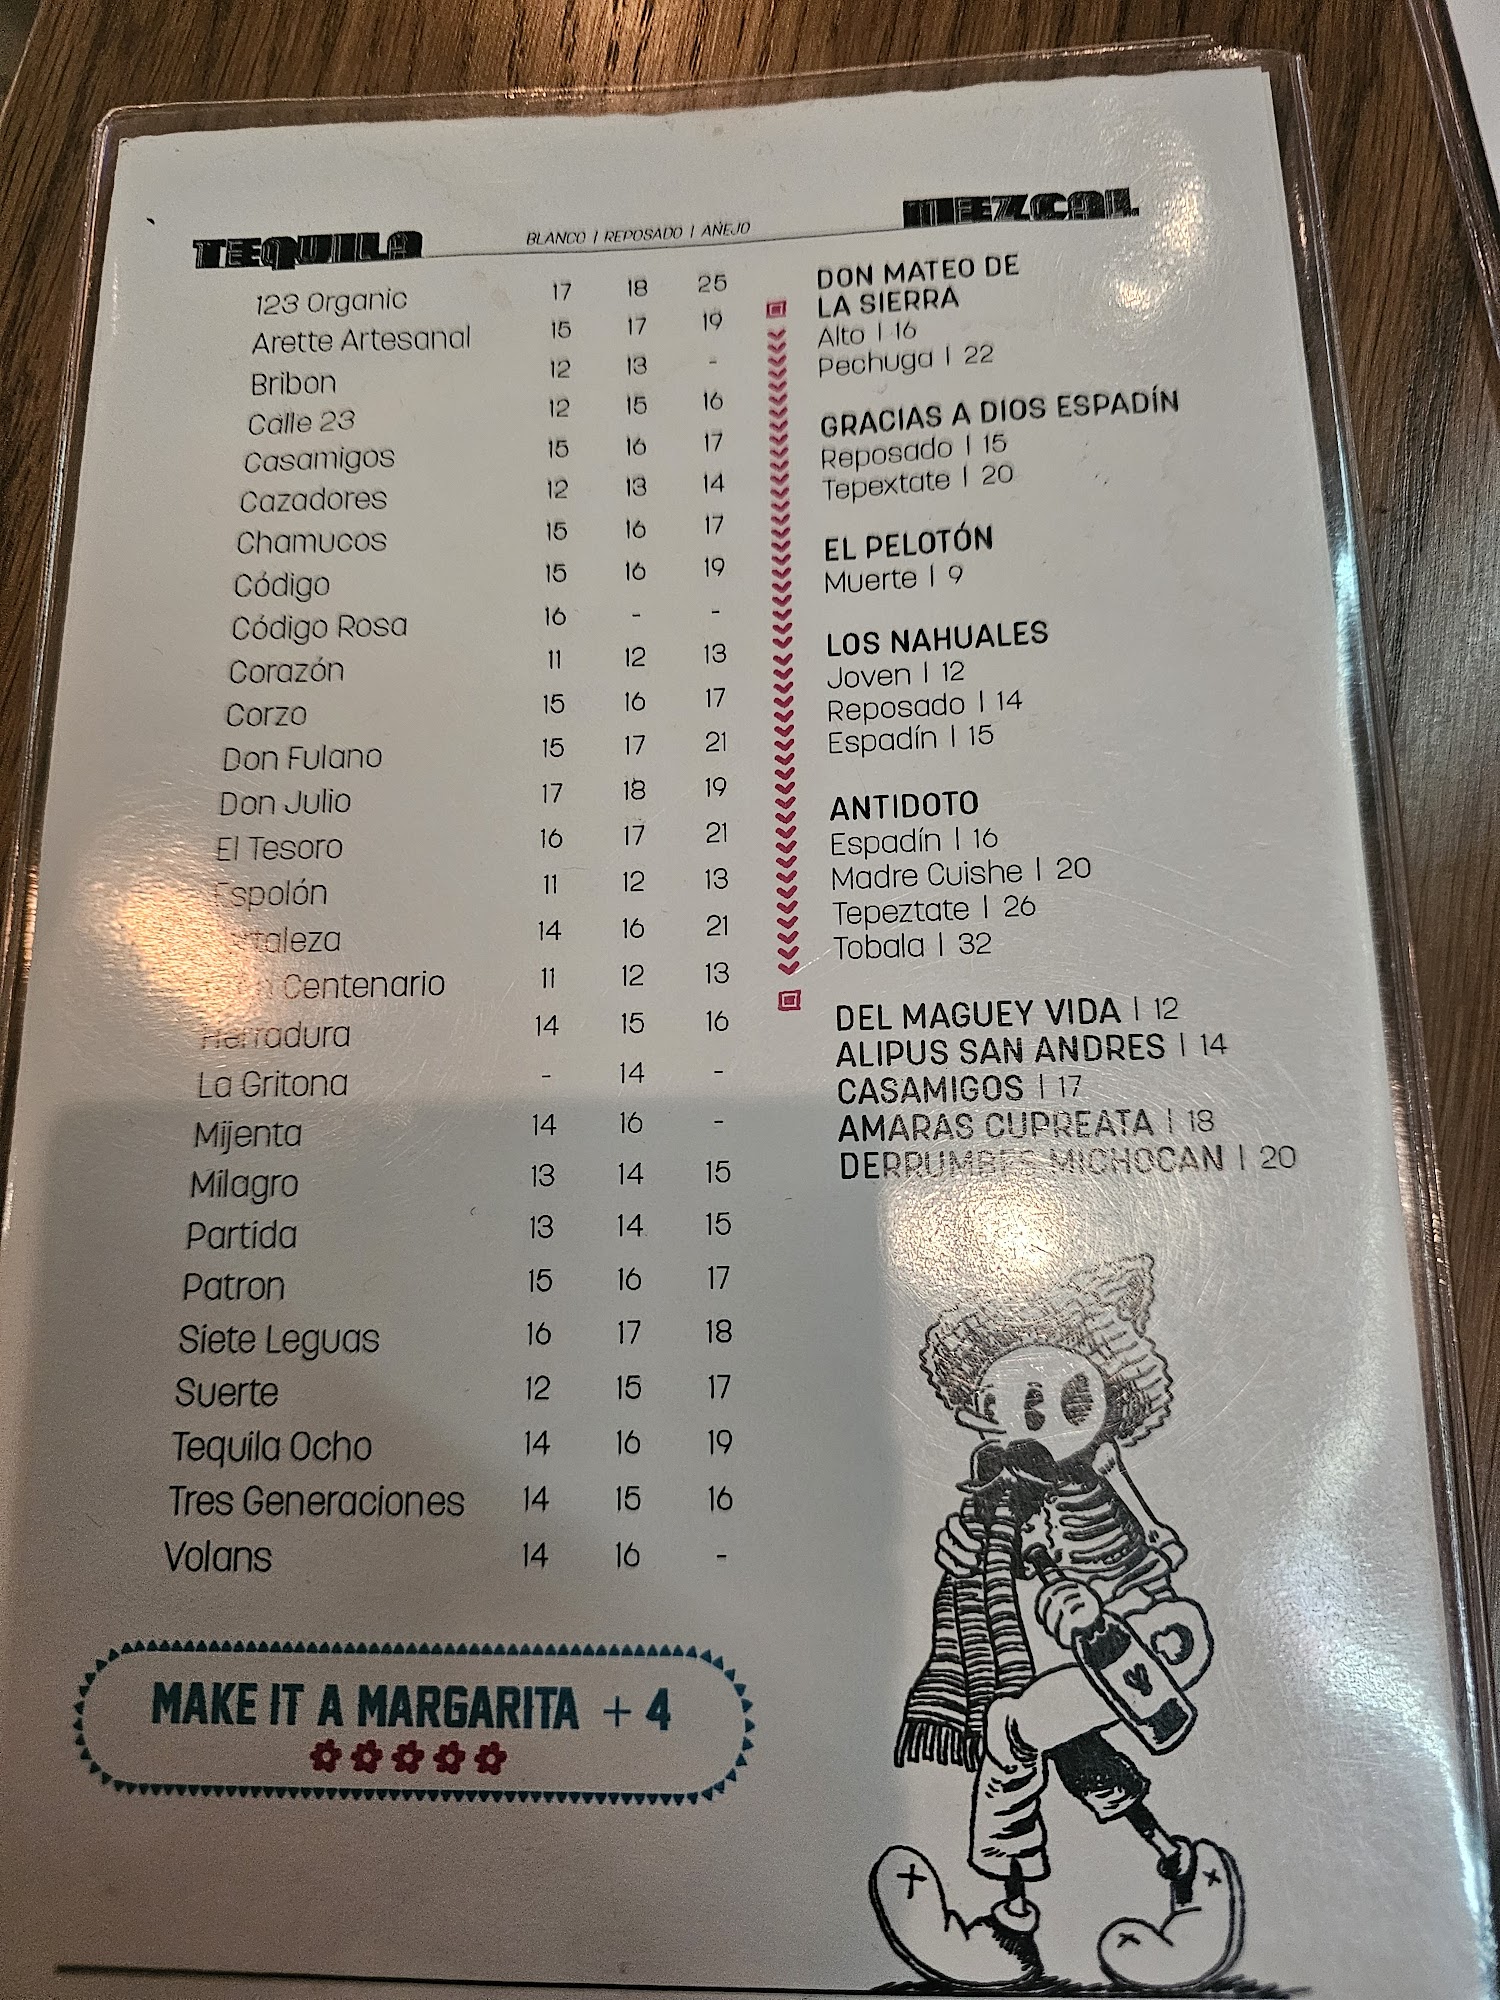 TEQUILA BLANCO | REPOSADO | AÑEJO
123 Organic 17 18 25
Arette Artesanal 15 17 19
Bribon 12 13 -
Calle 23 12 15 16
Casamigos 15 16 17
Cazadores 12 13 14
Chamucos 15 16 17
Código 15 16 19
Código Rosa 16 - -
Corazón 11 12 13
Corzo 15 16 17
Don Fulano 15 17 21
Don Julio 17 18 19
El Tesoro 16 17 21
Espolón 11 12 13
Fortaleza 14 16 21
Centenario 11 12 13
Herradura 14 15 16
La Gritona - 14 -
Mijenta 14 16 -
Milagro 13 14 15
Partida 13 14 15
Patron 15 16 17
Siete Leguas 16 17 18
Suerte 12 15 17
Tequila Ocho 14 16 19
Tres Generaciones 14 15 16
Volans 14 16 -
MAKE IT A MARGARITA + 4
MEZCAL
DON MATEO DE
LA SIERRA
Alto | 16
Pechuga | 22
GRACIAS A DIOS ESPADÍN
Reposado | 15
Tepextate | 20
EL PELOTÓN
Muerte | 9
LOS NAHUALES
Joven | 12
Reposado | 14
Espadín | 15
ANTIDOTO
Espadín | 16
Madre Cuishe | 20
Tepeztate | 26
Tobala | 32
DEL MAGUEY VIDA | 12
ALIPUS SAN ANDRES | 14
CASAMIGOS | 17
AMARAS CUPREATA | 18
DERRUMBES MICHOCAN | 20